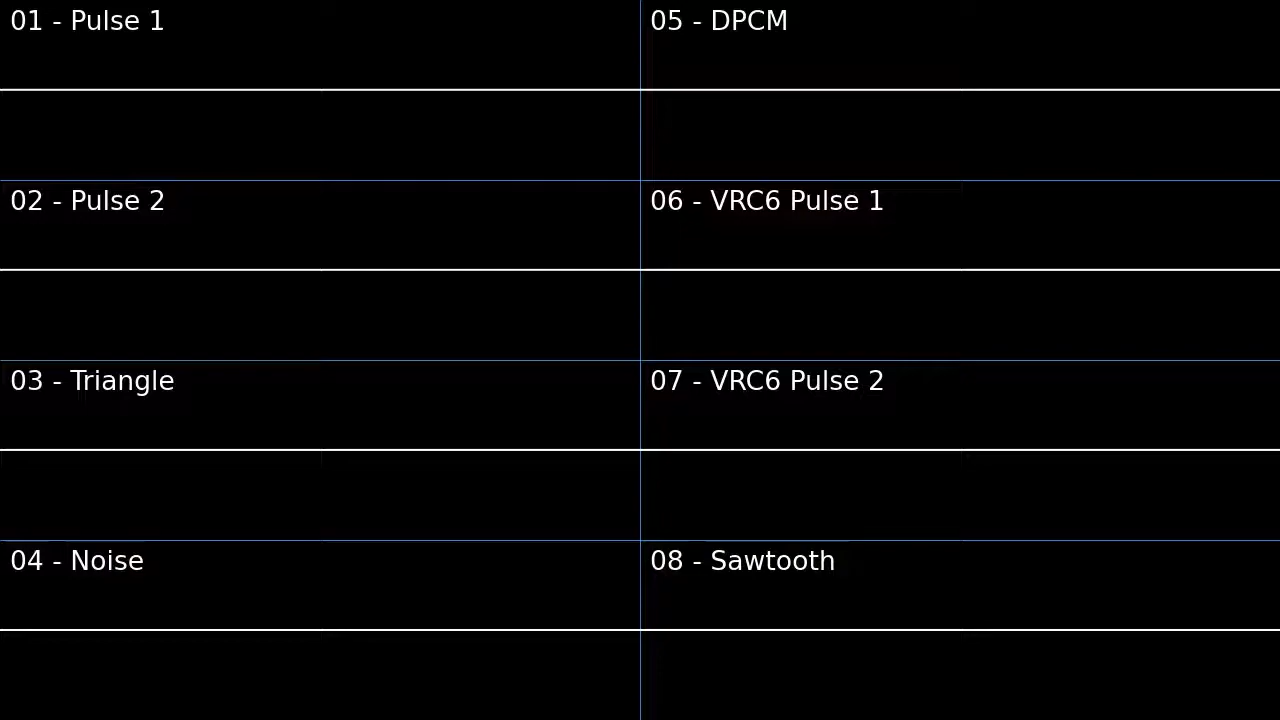 01 - Pulse 1
02 - Pulse 2
03 - Triangle
04 - Noise
05 - DPCM
06 - VRC6 Pulse 1
07 - VRC6 Pulse 2
08 - Sawtooth